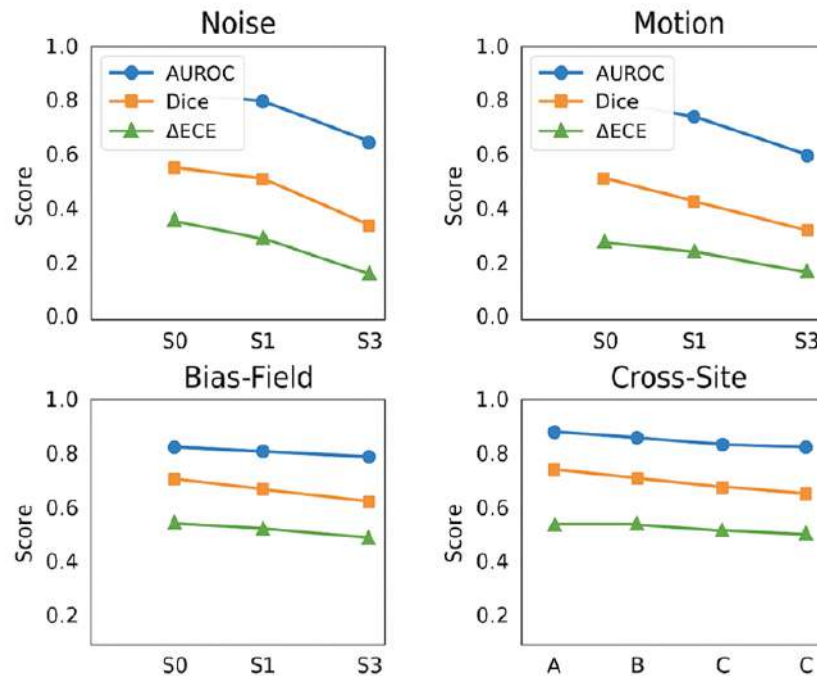 Noise
1.0
0.8
0.6
0.4
0.2
0.0
Score
AUROC
Dice
ΔECE
S0 S1 S3
Motion
1.0
0.8
0.6
0.4
0.2
0.0
Score
AUROC
Dice
ΔECE
S0 S1 S3
Bias-Field
1.0
0.8
0.6
0.4
0.2
Score
S0 S1 S3
Cross-Site
1.0
0.8
0.6
0.4
0.2
Score
A B C C